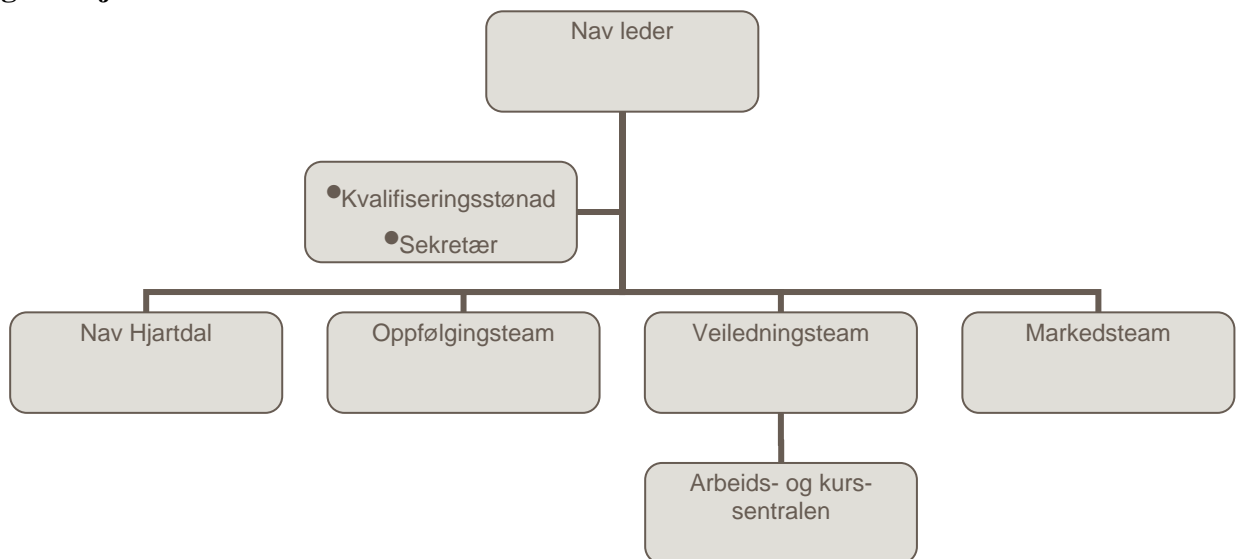 Nav leder
•Kvalifiseringsstønad
•Sekretær
Nav Hjartdal
Oppfølgingsteam
Veiledningsteam
Markedsteam
Arbeids- og kurs-
sentralen